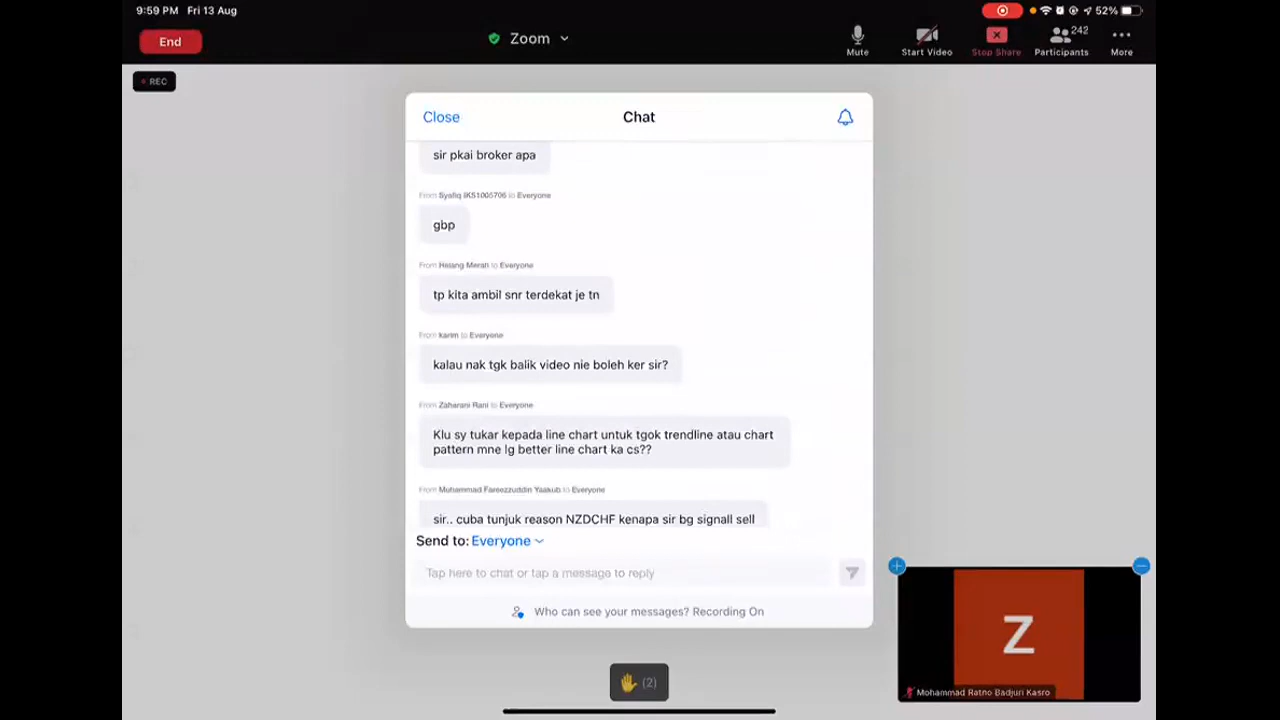 9:59 PM Fri 13 Aug
52%
End
Zoom
Mute
Start Video
Stop Share
242
Participants
More
REC
Close
Chat
sir pkai broker apa
From Syafiq IK51005706 to Everyone
gbp
From Helang Merah to Everyone
tp kita ambil snr terdekat je tn
From karim to Everyone
kalau nak tgk balik video nie boleh ker sir?
From Zaharani Rani to Everyone
Klu sy tukar kepada line chart untuk tgok trendline atau chart
pattern mne lg better line chart ka cs??
From Muhammad Fareezzuddin Yaakub to Everyone
sir.. cuba tunjuk reason NZDCHF kenapa sir bg signall sell
Send to: Everyone
Tap here to chat or tap a message to reply
Who can see your messages? Recording On
(2)
Z
Mohammad Ratno Badjuri Kasro